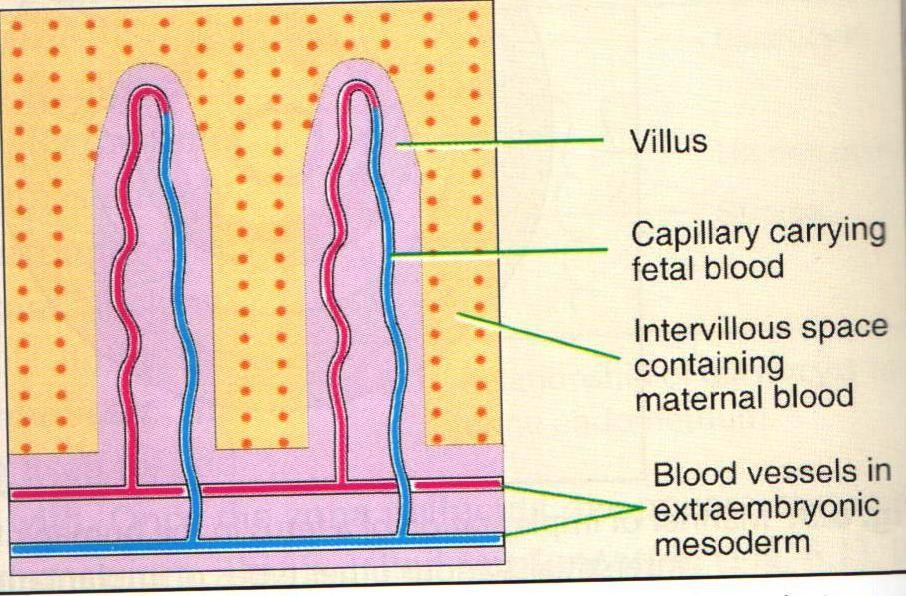 Villus
Capillary carrying
fetal blood
Intervillous space
containing
maternal blood
Blood vessels in
extraembryonic
mesoderm